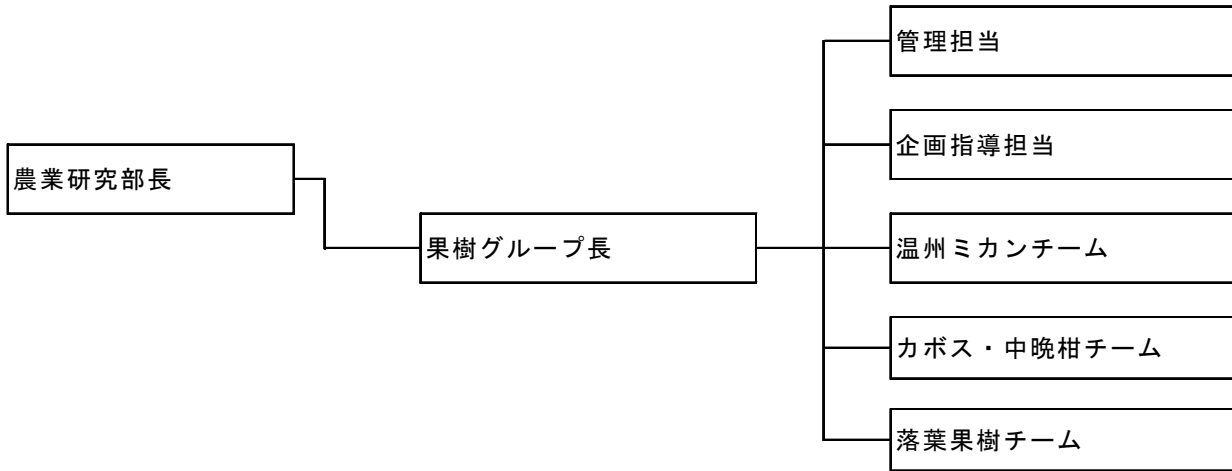 農業研究部長
果樹グループ長
管理担当
企画指導担当
温州ミカンチーム
カボス・中晩柑チーム
落葉果樹チーム